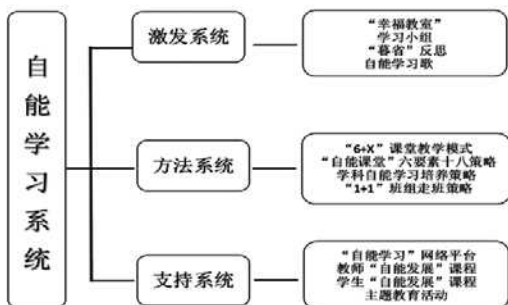 自能学习系统
激发系统
“幸福教室”
学习小组
“暮省”反思
自能学习歌
方法系统
“6+X”课堂教学模式
“自能课堂”六要素十八策略
学科自能学习培养策略
“1+1”班组走班策略
支持系统
“自能学习”网络平台
教师“自能发展”课程
学生“自能发展”课程
主题教育活动